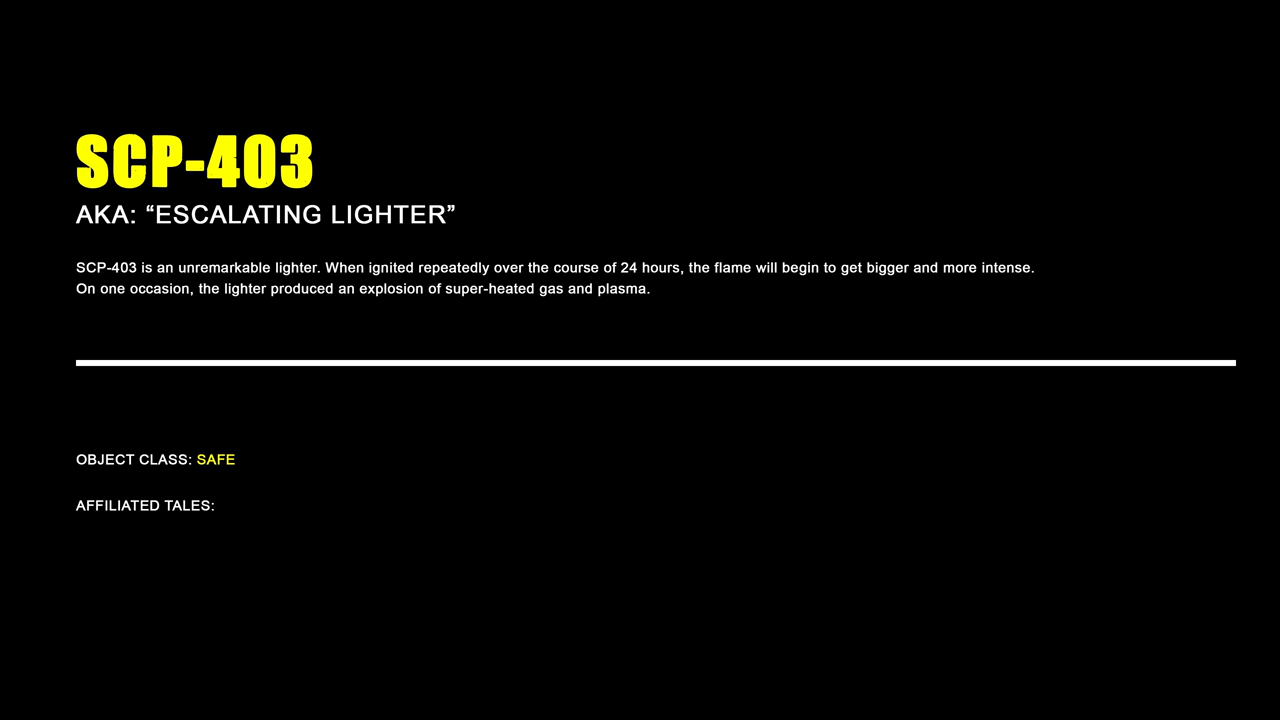 SCP-403
AKA: “ESCALATING LIGHTER”
SCP-403 is an unremarkable lighter. When ignited repeatedly over the course of 24 hours, the flame will begin to get bigger and more intense.
On one occasion, the lighter produced an explosion of super-heated gas and plasma.
OBJECT CLASS: SAFE
AFFILIATED TALES: